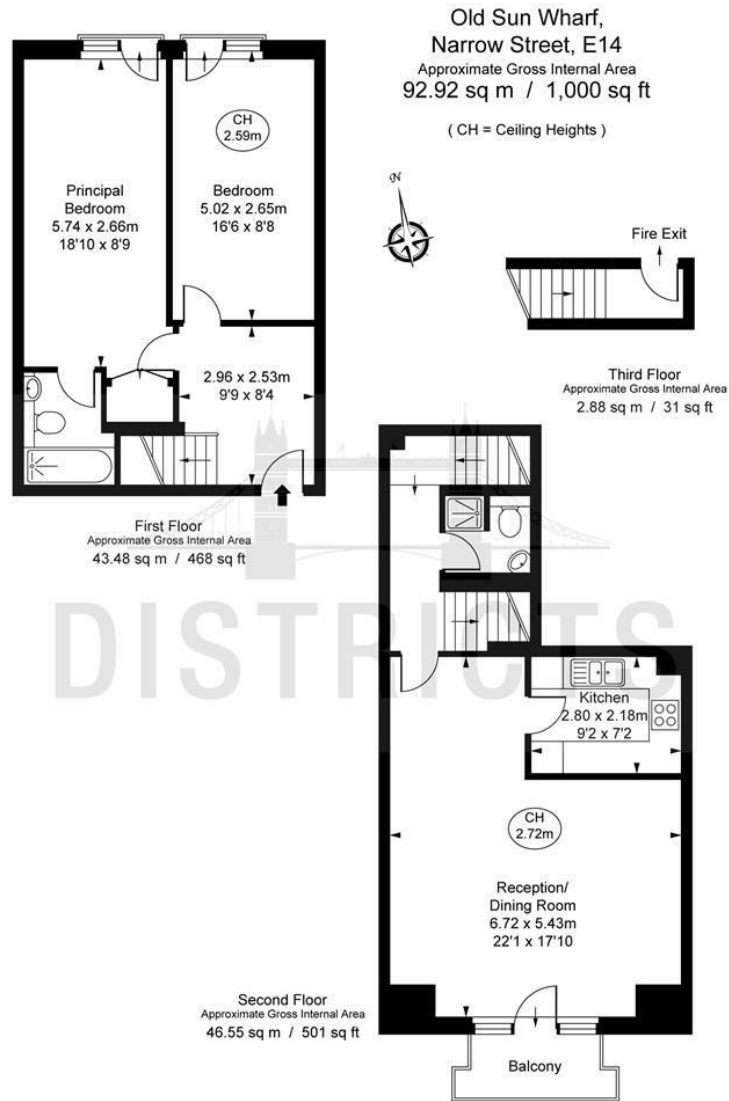 Old Sun Wharf,
Narrow Street, E14
Approximate Gross Internal Area
92.92 sq m / 1,000 sq ft
( CH = Ceiling Heights )
CH
2.59m
Principal
Bedroom
5.74 x 2.66m
18'10 x 8'9
Bedroom
5.02 x 2.65m
16'6 x 8'8
N
Fire Exit
2.96 x 2.53m
9'9 x 8'4
Third Floor
Approximate Gross Internal Area
2.88 sq m / 31 sq ft
First Floor
Approximate Gross Internal Area
43.48 sq m / 468 sq ft
DISTRICTS
Kitchen
2.80 x 2.18m
9'2 x 7'2
CH
2.72m
Reception/
Dining Room
6.72 x 5.43m
22'1 x 17'10
Second Floor
Approximate Gross Internal Area
46.55 sq m / 501 sq ft
Balcony